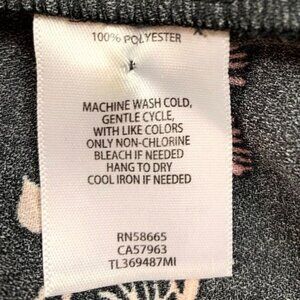 100% POLYESTER
MACHINE WASH COLD,
GENTLE CYCLE,
WITH LIKE COLORS
ONLY NON-CHLORINE
BLEACH IF NEEDED
HANG TO DRY
COOL IRON IF NEEDED
RN58665
CA57963
TL369487MI